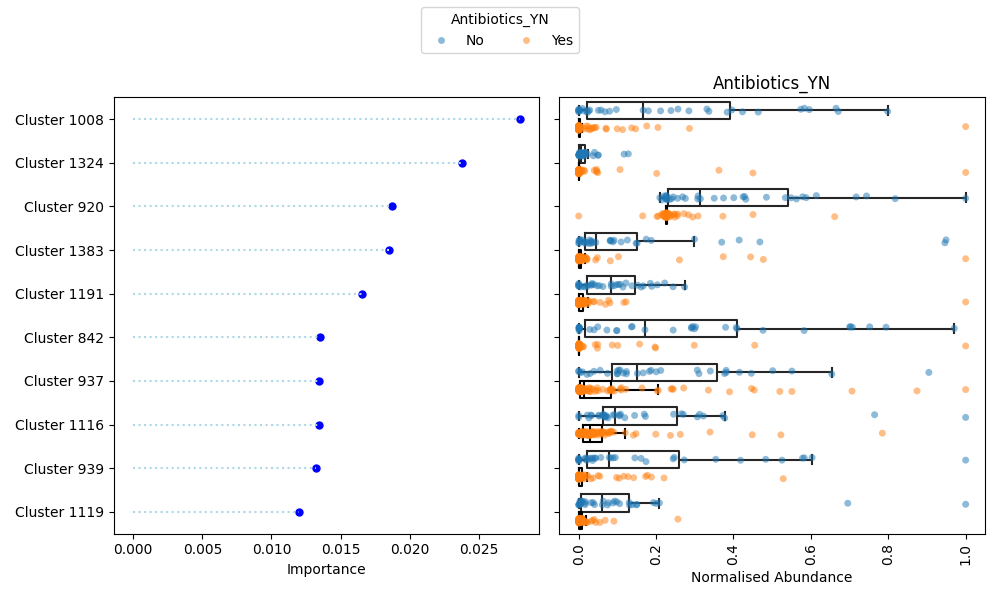 Antibiotics_YN
No Yes
Antibiotics_YN
Cluster 1008
Cluster 1324
Cluster 920
Cluster 1383
Cluster 1191
Cluster 842
Cluster 937
Cluster 1116
Cluster 939
Cluster 1119
0.000 0.005 0.010 0.015 0.020 0.025
Importance
0.0 0.2 0.4 0.6 0.8 1.0
Normalised Abundance